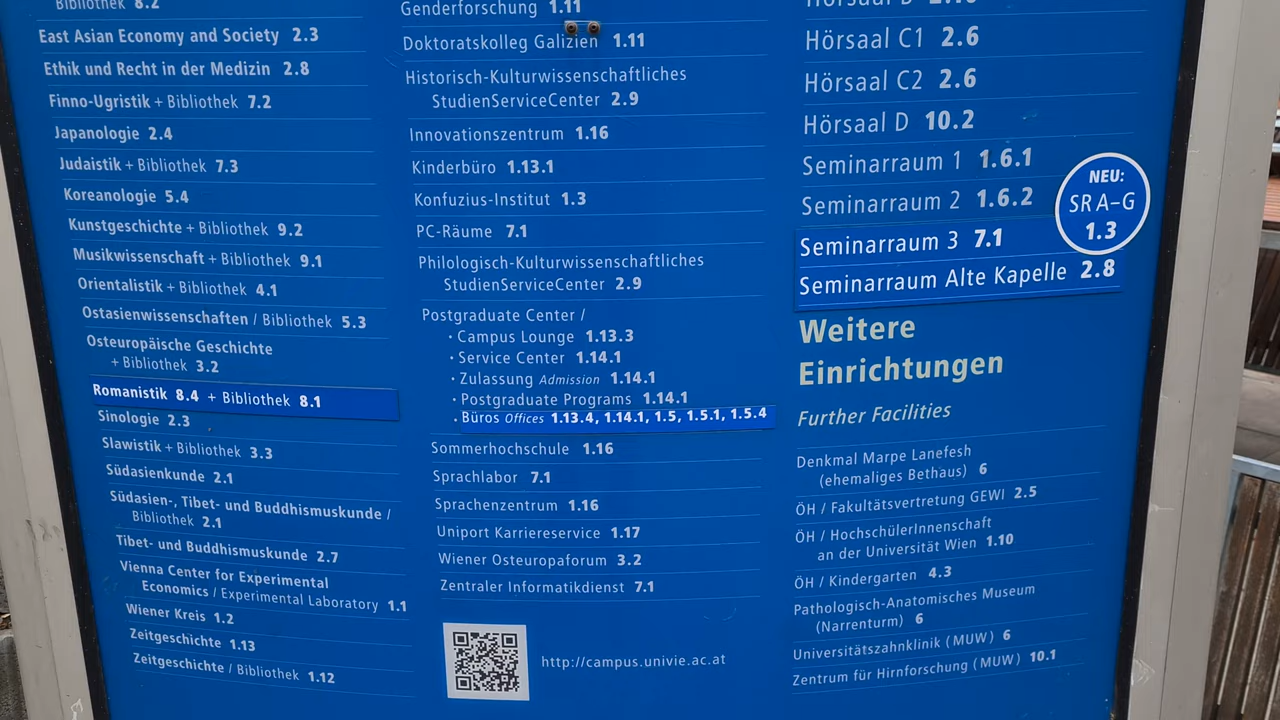 Bibliothek 8.2
East Asian Economy and Society 2.3
Ethik und Recht in der Medizin 2.8
Finno-Ugristik + Bibliothek 7.2
Japanologie 2.4
Judaistik + Bibliothek 7.3
Koreanologie 5.4
Kunstgeschichte + Bibliothek 9.2
Musikwissenschaft + Bibliothek 9.1
Orientalistik + Bibliothek 4.1
Ostasienwissenschaften / Bibliothek 5.3
Osteuropäische Geschichte
+ Bibliothek 3.2
Romanistik 8.4 + Bibliothek 8.1
Sinologie 2.3
Slawistik + Bibliothek 3.3
Südasienkunde 2.1
Südasien-, Tibet- und Buddhismuskunde /
Bibliothek 2.1
Tibet- und Buddhismuskunde 2.7
Vienna Center for Experimental
Economics / Experimental Laboratory 1.1
Wiener Kreis 1.2
Zeitgeschichte 1.13
Zeitgeschichte / Bibliothek 1.12
Genderforschung 1.11
Doktoratskolleg Galizien 1.11
Historisch-Kulturwissenschaftliches
StudienServiceCenter 2.9
Innovationszentrum 1.16
Kinderbüro 1.13.1
Konfuzius-Institut 1.3
PC-Räume 7.1
Philologisch-Kulturwissenschaftliches
StudienServiceCenter 2.9
Postgraduate Center /
· Campus Lounge 1.13.3
· Service Center 1.14.1
· Zulassung Admission 1.14.1
· Postgraduate Programs 1.14.1
· Büros Offices 1.13.4, 1.14.1, 1.5, 1.5.1, 1.5.4
Sommerhochschule 1.16
Sprachlabor 7.1
Sprachenzentrum 1.16
Uniport Karriereservice 1.17
Wiener Osteuropaforum 3.2
Zentraler Informatikdienst 7.1
http://campus.univie.ac.at
Hörsaal C1 2.6
Hörsaal C2 2.6
Hörsaal D 10.2
Seminarraum 1 1.6.1
Seminarraum 2 1.6.2
Seminarraum 3 7.1
Seminarraum Alte Kapelle 2.8
NEU:
SR A–G
1.3
Weitere
Einrichtungen
Further Facilities
Denkmal Marpe Lanefesh
(ehemaliges Bethaus) 6
ÖH / Fakultätsvertretung GEWI 2.5
ÖH / HochschülerInnenschaft
an der Universität Wien 1.10
ÖH / Kindergarten 4.3
Pathologisch-Anatomisches Museum
(Narrenturm) 6
Universitätszahnklinik (MUW) 6
Zentrum für Hirnforschung (MUW) 10.1